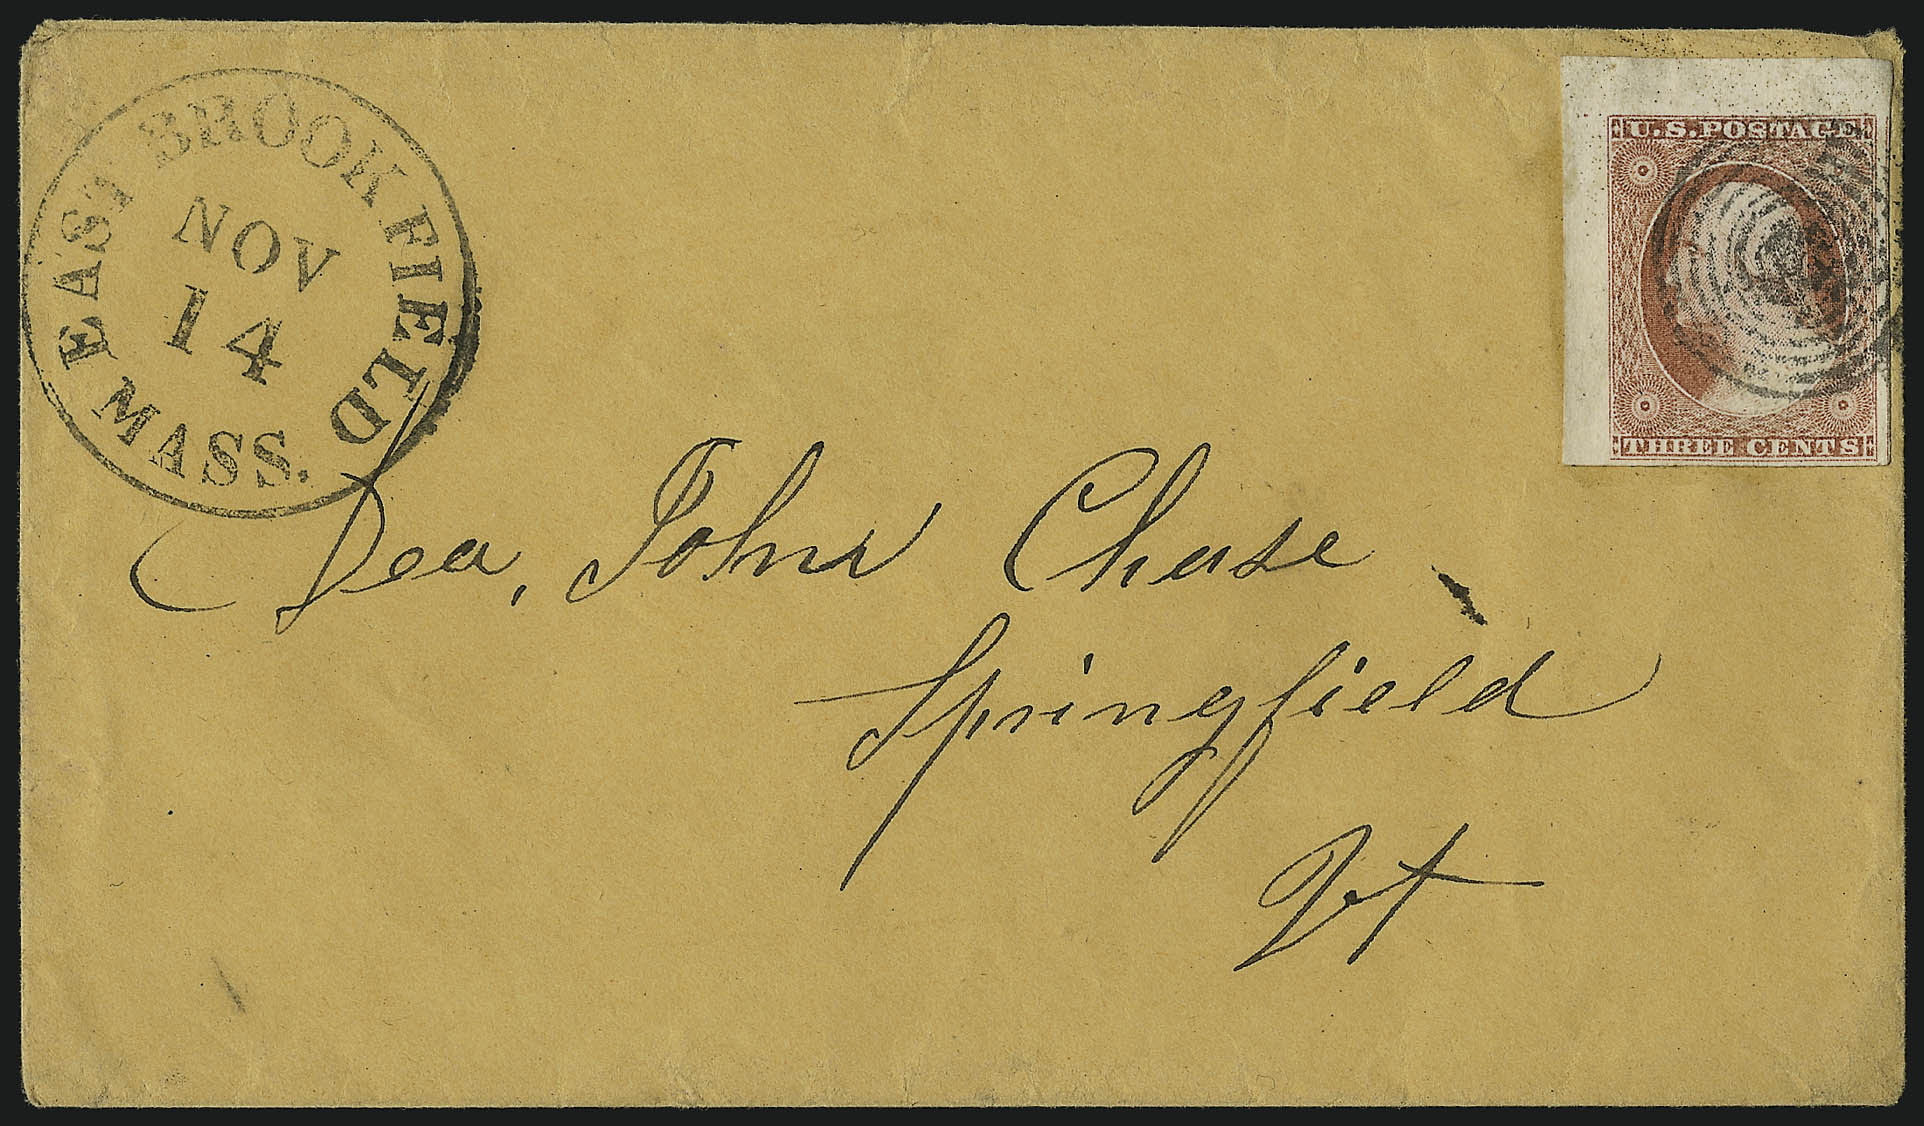 EAST BROOKFIELD
NOV
14
MASS.
U.S. POSTAGE
THREE CENTS
Dea, John Chase
Springfield
Vt